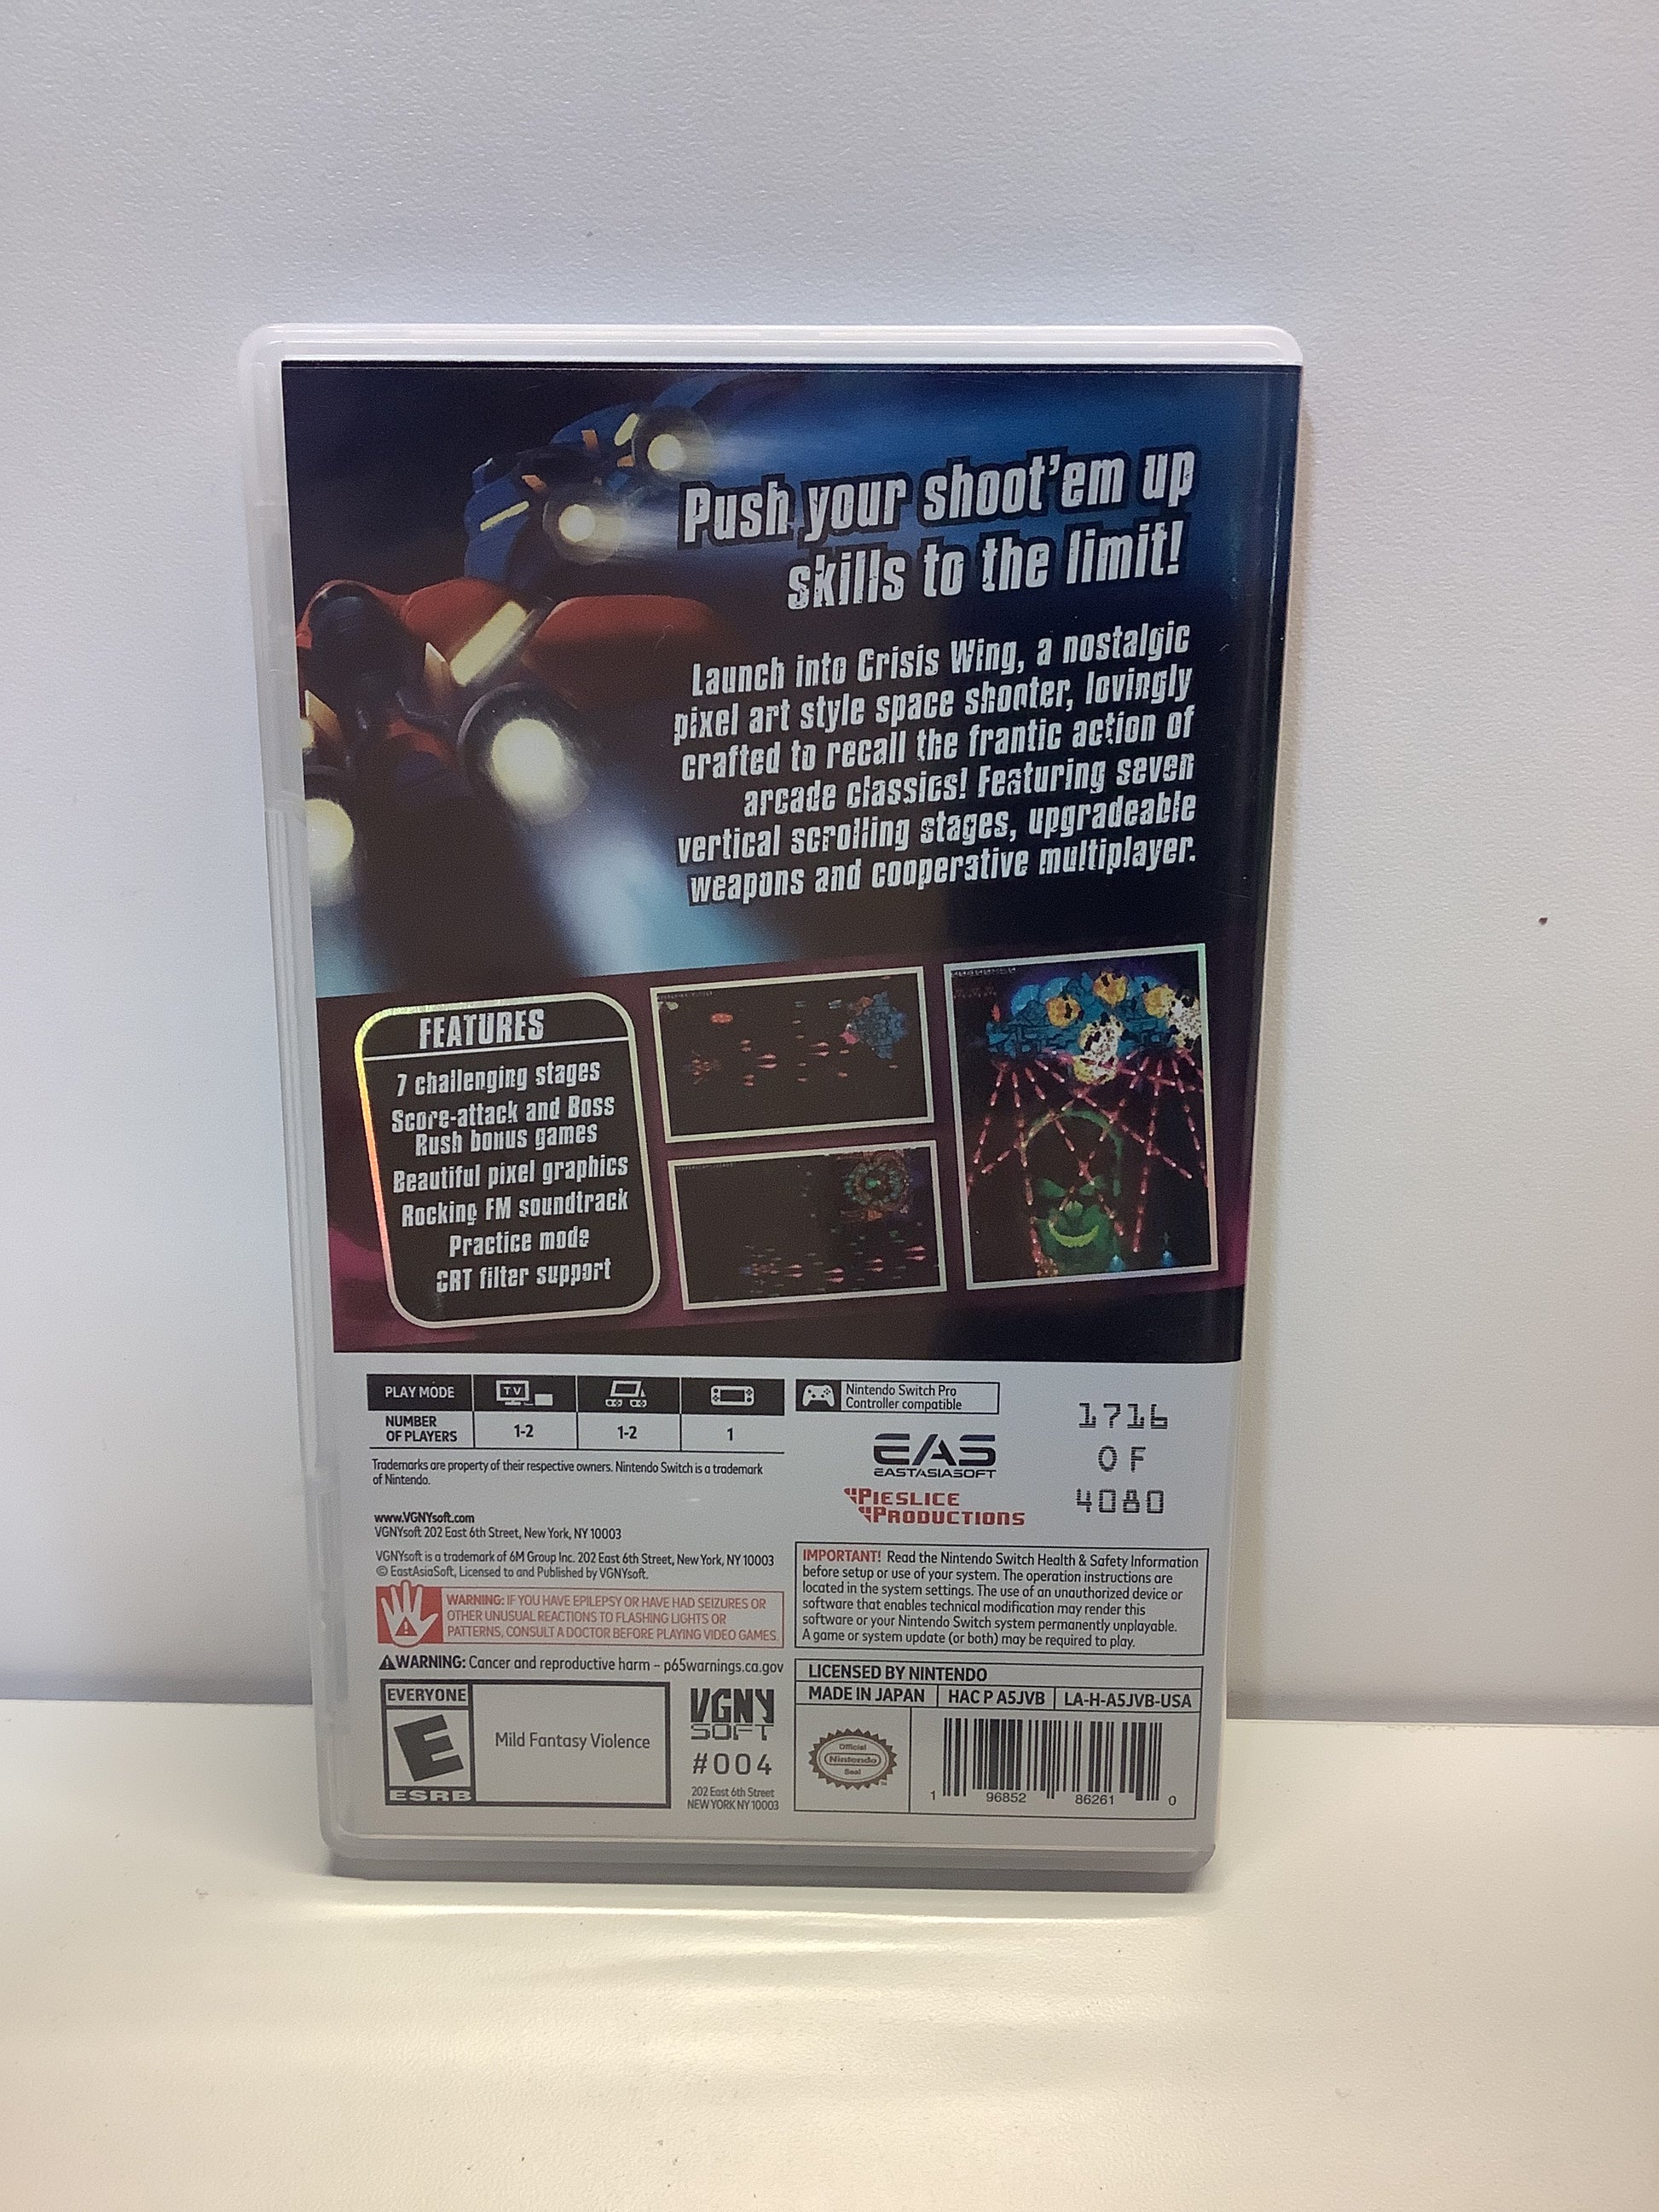 Push your shoot'em up
skills to the limit!
Launch into Crisis Wing, a nostalgic
pixel art style space shooter, lovingly
crafted to recall the frantic action of
arcade classics! Featuring seven
vertical scrolling stages, upgradeable
weapons and cooperative multiplayer.
FEATURES
7 challenging stages
Score-attack and Boss
Rush bonus games
Beautiful pixel graphics
Rocking FM soundtrack
Practice mode
CRT filter support
PLAY MODE
TV
NUMBER
OF PLAYERS
1-2
1-2
1
Nintendo Switch Pro
Controller compatible
EAS
EASTASIASOFT
PIESLICE
PRODUCTIONS
1716
OF
4080
Trademarks are property of their respective owners. Nintendo Switch is a trademark
of Nintendo.
www.VGNYsoft.com
VGNYsoft 202 East 6th Street, New York, NY 10003
VGNYsoft is a trademark of 6M Group Inc. 202 East 6th Street, New York, NY 10003
© EastAsiaSoft, Licensed to and Published by VGNYsoft.
WARNING: IF YOU HAVE EPILEPSY OR HAVE HAD SEIZURES OR
OTHER UNUSUAL REACTIONS TO FLASHING LIGHTS OR
PATTERNS, CONSULT A DOCTOR BEFORE PLAYING VIDEO GAMES.
WARNING: Cancer and reproductive harm – p65warnings.ca.gov
IMPORTANT! Read the Nintendo Switch Health & Safety Information
before setup or use of your system. The operation instructions are
located in the system settings. The use of an unauthorized device or
software that enables technical modification may render this
software or your Nintendo Switch system permanently unplayable.
A game or system update (or both) may be required to play.
EVERYONE
E
ESRB
Mild Fantasy Violence
VGNY
SOFT
#004
202 East 6th Street
NEW YORK NY 10003
LICENSED BY NINTENDO
MADE IN JAPAN
HAC P A5JVB
LA-H-A5JVB-USA
Official
Nintendo
Seal
1 96852 86261 0